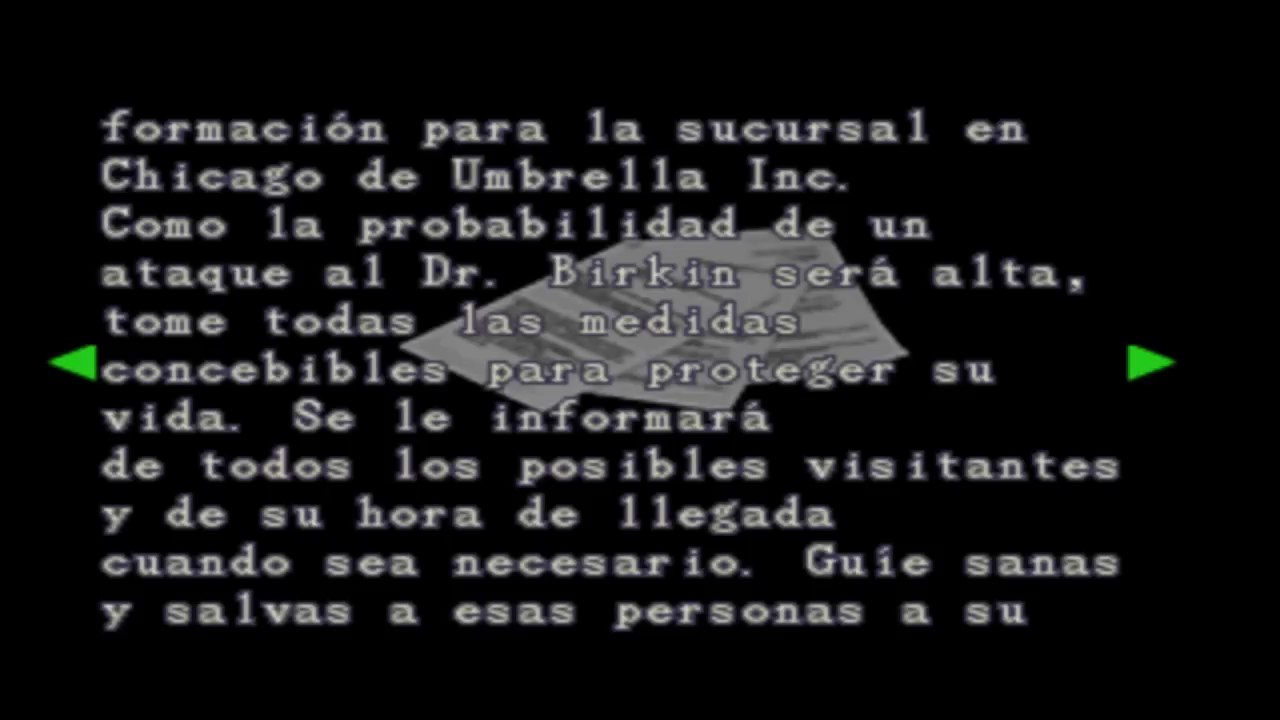 formación para la sucursal en
Chicago de Umbrella Inc.
Como la probabilidad de un
ataque al Dr. Birkin será alta,
tome todas las medidas
concebibles para proteger su
vida. Se le informará
de todos los posibles visitantes
y de su hora de llegada
cuando sea necesario. Guíe sanas
y salvas a esas personas a su